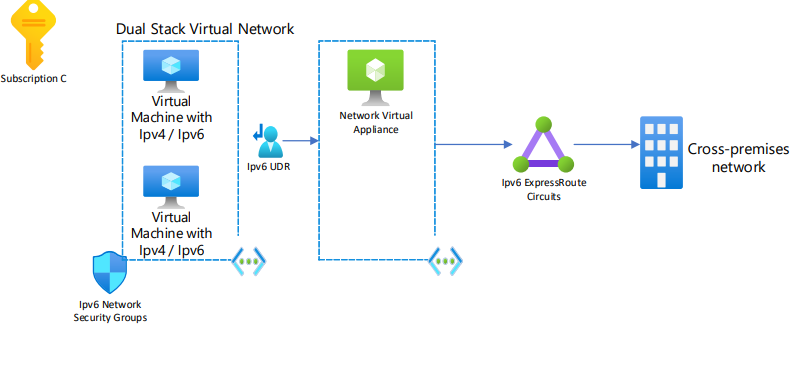 Dual Stack Virtual Network
Subscription C
Virtual
Machine with
Ipv4 / Ipv6
Virtual
Machine with
Ipv4 / Ipv6
Ipv6 Network
Security Groups
Ipv6 UDR
Network Virtual
Appliance
Ipv6 ExpressRoute
Circuits
Cross-premises
network